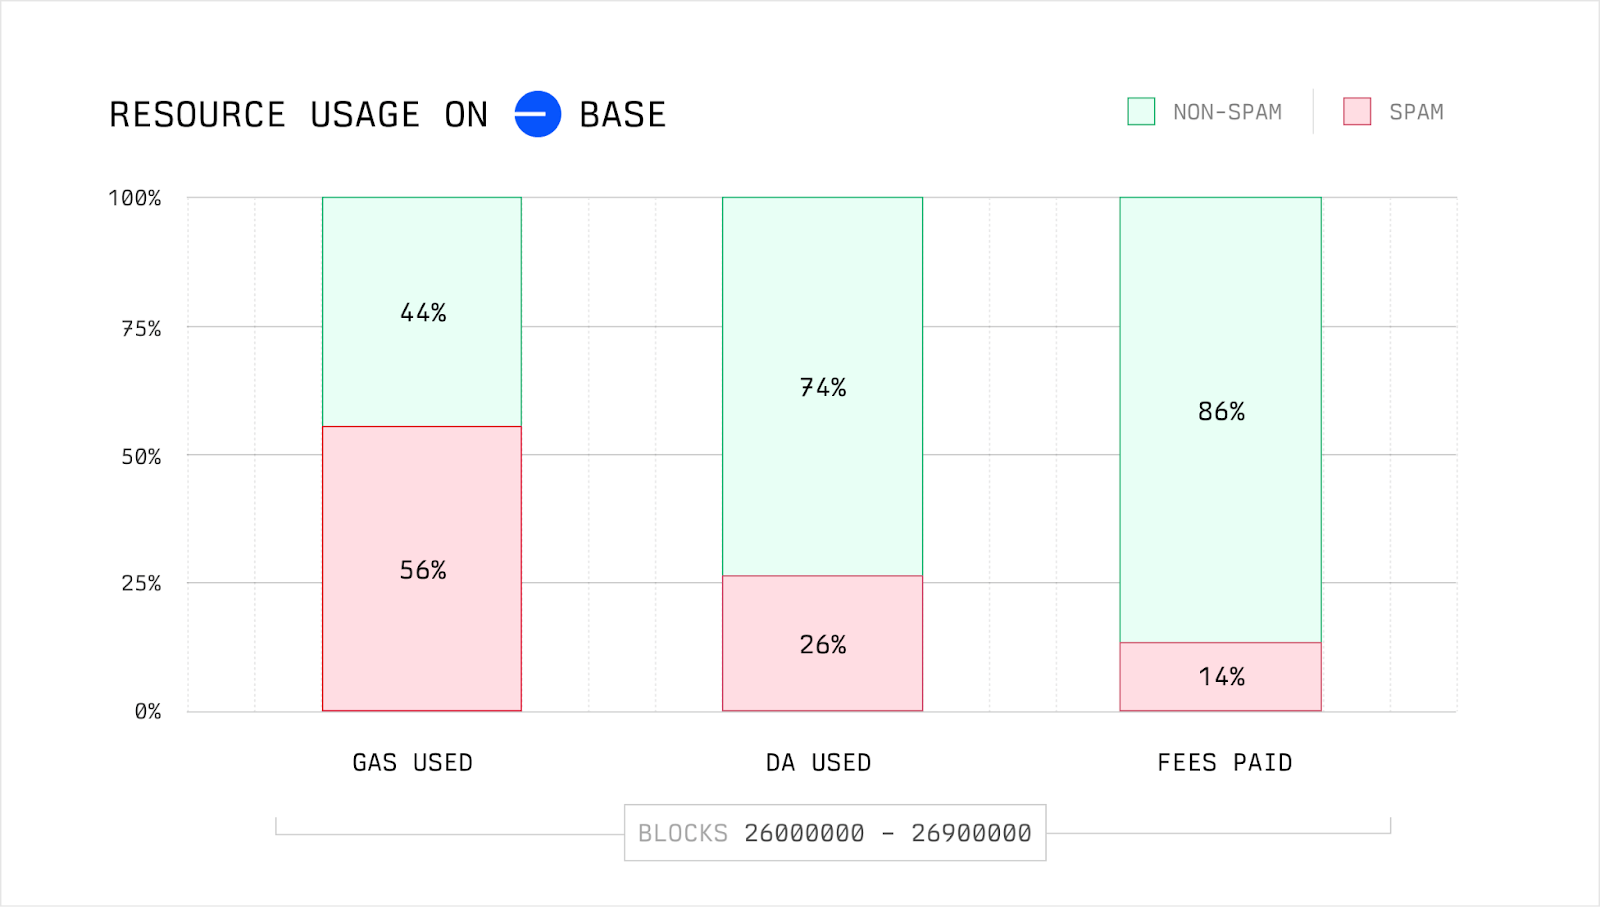 RESOURCE USAGE ON BASE
NON-SPAM
SPAM
100%
75%
50%
25%
0%
44%
56%
74%
26%
86%
14%
GAS USED
DA USED
FEES PAID
BLOCKS 26000000 - 26900000